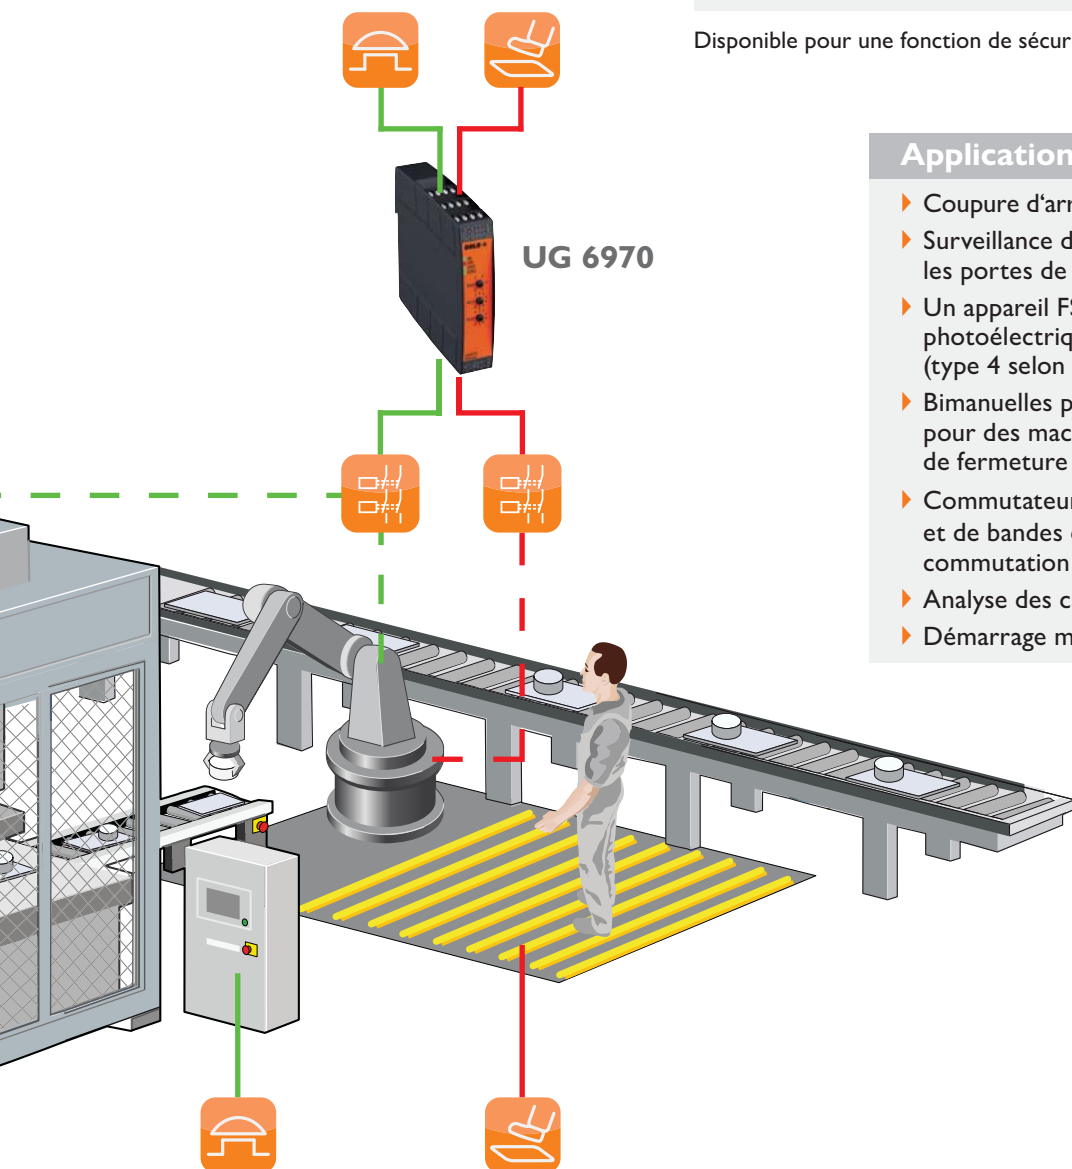 Disponible pour une fonction de sécur
UG 6970
Application
Coupure d‘arr
Surveillance d
les portes de
Un appareil FS
photoélectriq
(type 4 selon
Bimanuelles p
pour des mac
de fermeture
Commutateur
et de bandes
commutation
Analyse des c
Démarrage m